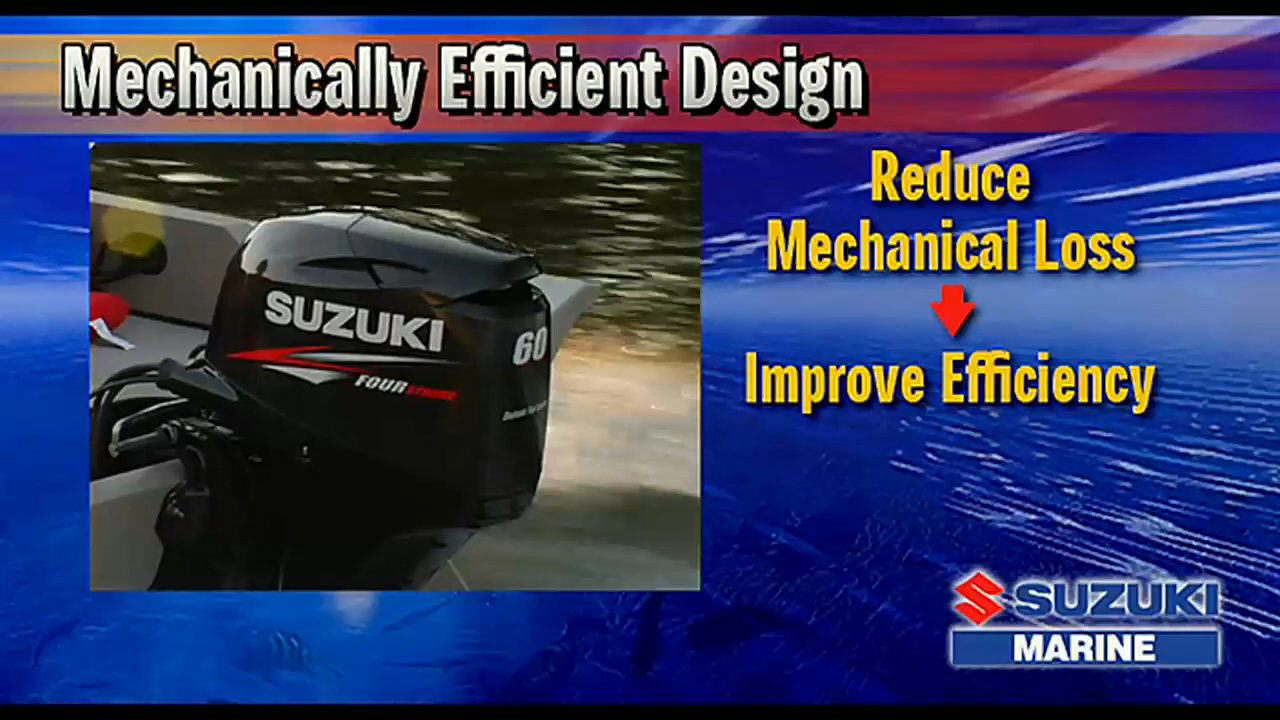 Mechanically Efficient Design
Reduce
Mechanical Loss
Improve Efficiency
SUZUKI
60
FOUR STROKE
SUZUKI
MARINE